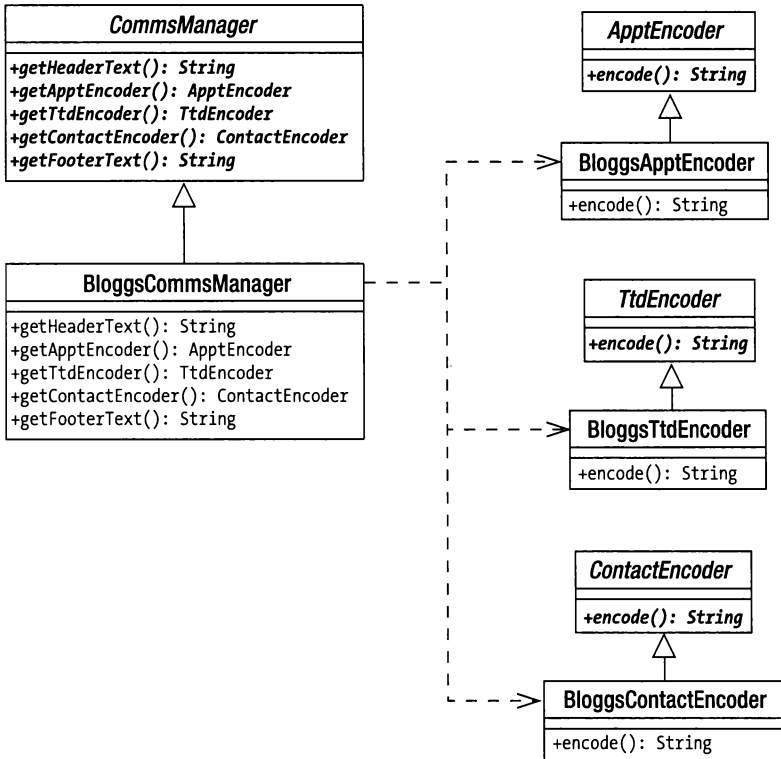 CommsManager
+getHeaderText(): String
+getApptEncoder(): ApptEncoder
+getTtdEncoder(): TtdEncoder
+getContactEncoder(): ContactEncoder
+getFooterText(): String
BloggsCommsManager
+getHeaderText(): String
+getApptEncoder(): ApptEncoder
+getTtdEncoder(): TtdEncoder
+getContactEncoder(): ContactEncoder
+getFooterText(): String
ApptEncoder
+encode(): String
BloggsApptEncoder
+encode(): String
TtdEncoder
+encode(): String
BloggsTtdEncoder
+encode(): String
ContactEncoder
+encode(): String
BloggsContactEncoder
+encode(): String